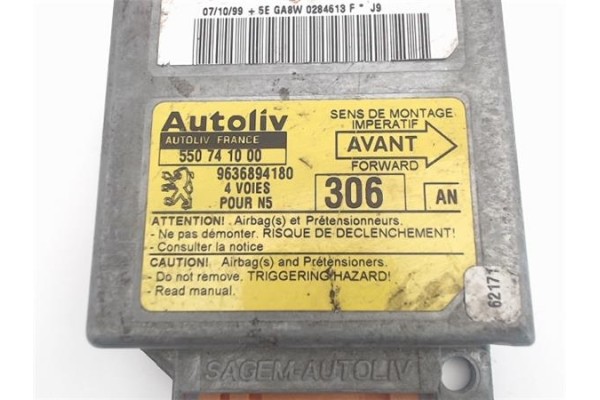 07/10/99 + 5E GA8W 0284613 F * J9
Autoliv
AUTOLIV FRANCE
550 74 10 00
9636894180
4 VOIES
POUR N5
SENS DE MONTAGE
IMPERATIF
AVANT
FORWARD
306
AN
ATTENTION! Airbag(s) et Prétensionneurs.
- Ne pas démonter. RISQUE DE DECLENCHEMENT!
- Consulter la notice
CAUTION! Airbag(s) and Prétensioners.
- Do not remove. TRIGGERING HAZARD!
- Read manual.
62171
SAGEM-AUTOLIV